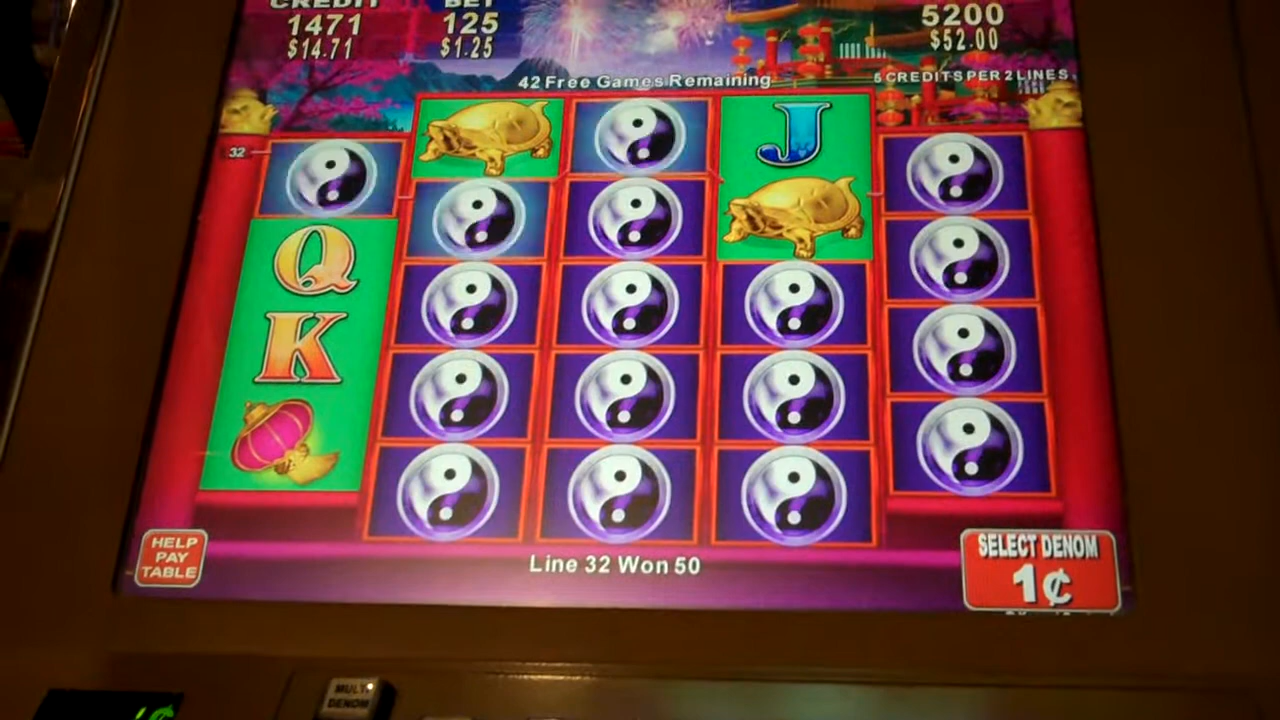 CREDIT
1471
$14.71
BET
125
$1.25
5200
$52.00
42 Free Games Remaining
5 CREDITS PER 2 LINES
32
J
Q
K
HELP
PAY
TABLE
Line 32 Won 50
SELECT DENOM
1¢
MULTI
DENOM